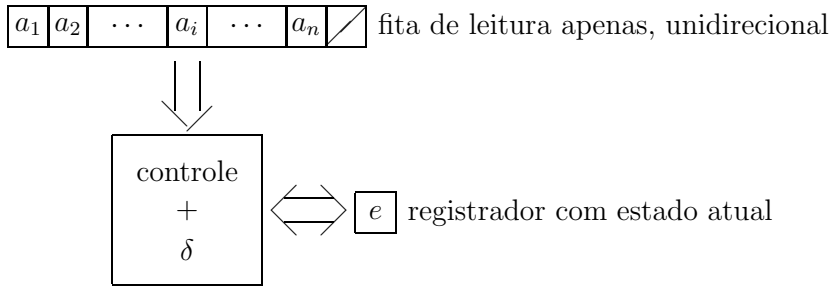 a1 a2 ··· ai ··· an fita de leitura apenas, unidirecional
controle
+
δ
e registrador com estado atual